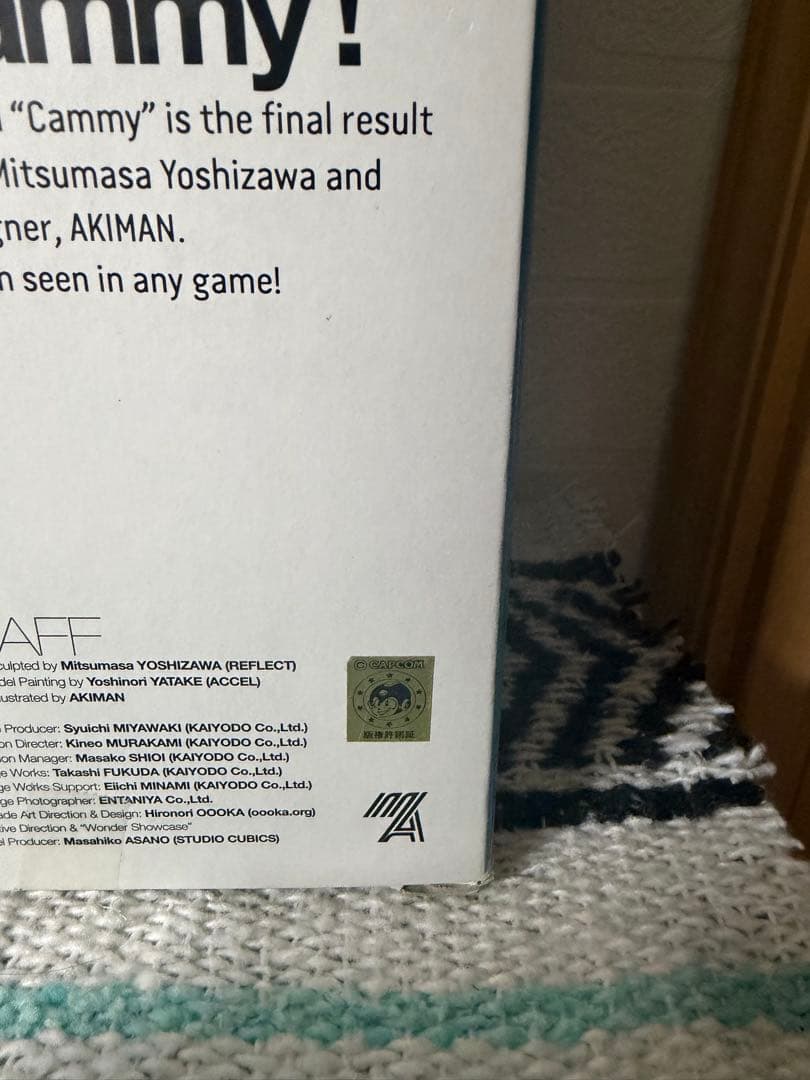 ammy!
“Cammy” is the final result
Mitsumasa Yoshizawa and
gner, AKIMAN.
n seen in any game!
AFF
culpted by Mitsumasa YOSHIZAWA (REFLECT)
del Painting by Yoshinori YATAKE (ACCEL)
ustrated by AKIMAN
Producer: Syuichi MIYAWAKI (KAIYODO Co.,Ltd.)
on Directer: Kineo MURAKAMI (KAIYODO Co.,Ltd.)
on Manager: Masako SHIOI (KAIYODO Co.,Ltd.)
e Works: Takashi FUKUDA (KAIYODO Co.,Ltd.)
ge Works Support: Eiichi MINAMI (KAIYODO Co.,Ltd.)
ge Photographer: ENTANIYA Co.,Ltd.
ade Art Direction & Design: Hironori OOOKA (oooka.org)
ive Direction & “Wonder Showcase”
l Producer: Masahiko ASANO (STUDIO CUBICS)
© CAPCOM
版権許諾証